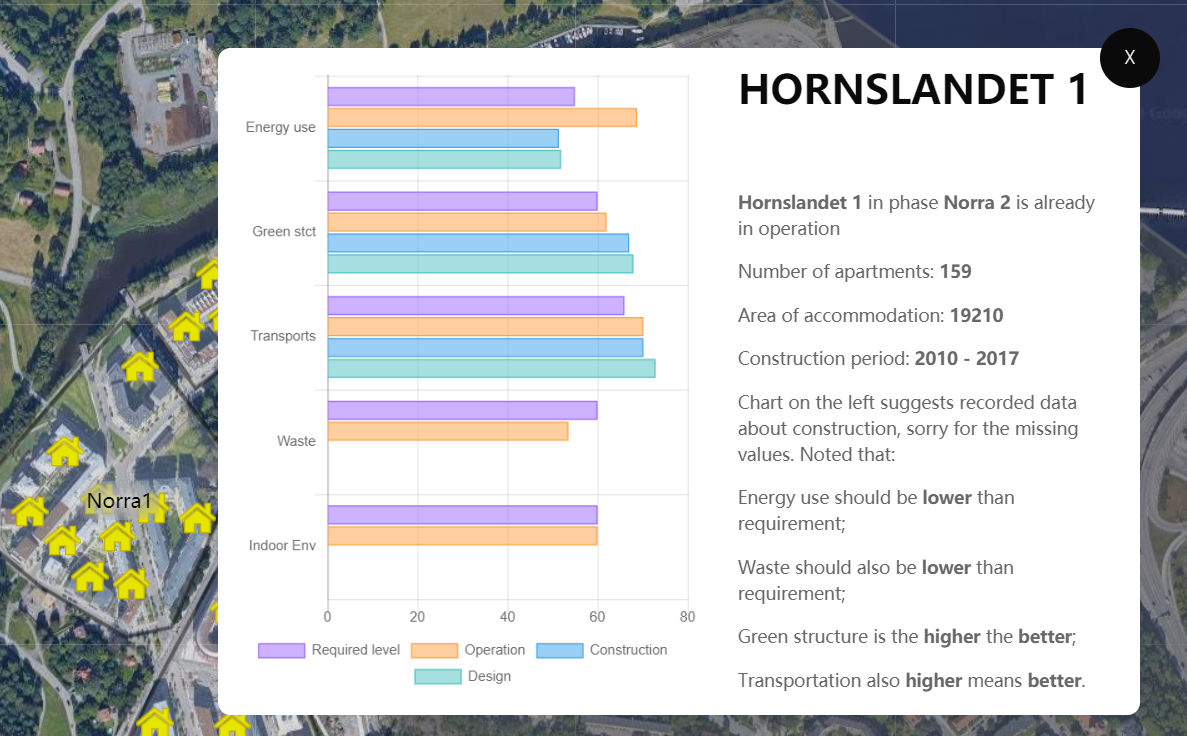 X
HORNSLANDET 1
Energy use
Green stct
Transports
Waste
Indoor Env
0 20 40 60 80
Required level Operation Construction
Design
Hornslandet 1 in phase Norra 2 is already
in operation
Number of apartments: 159
Area of accommodation: 19210
Construction period: 2010 - 2017
Chart on the left suggests recorded data
about construction, sorry for the missing
values. Noted that:
Energy use should be lower than
requirement;
Waste should also be lower than
requirement;
Green structure is the higher the better;
Transportation also higher means better.
Norra1